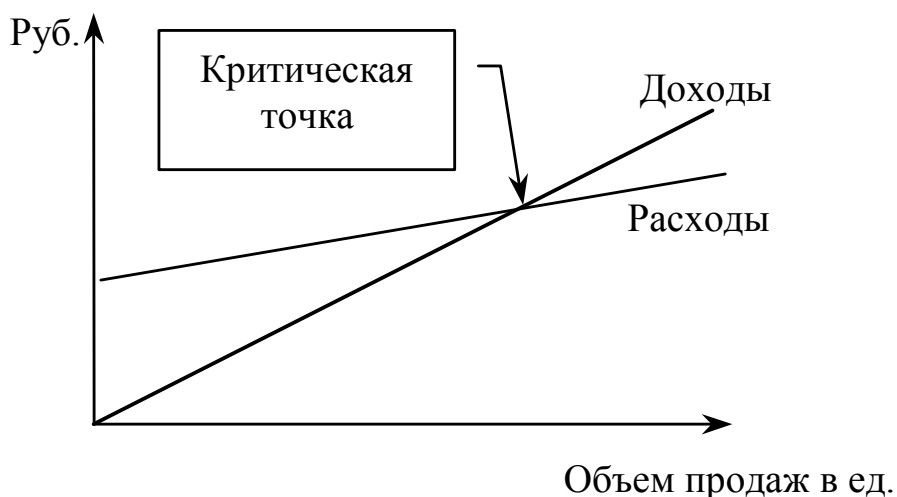 Руб.
Критическая
точка
Доходы
Расходы
Объем продаж в ед.